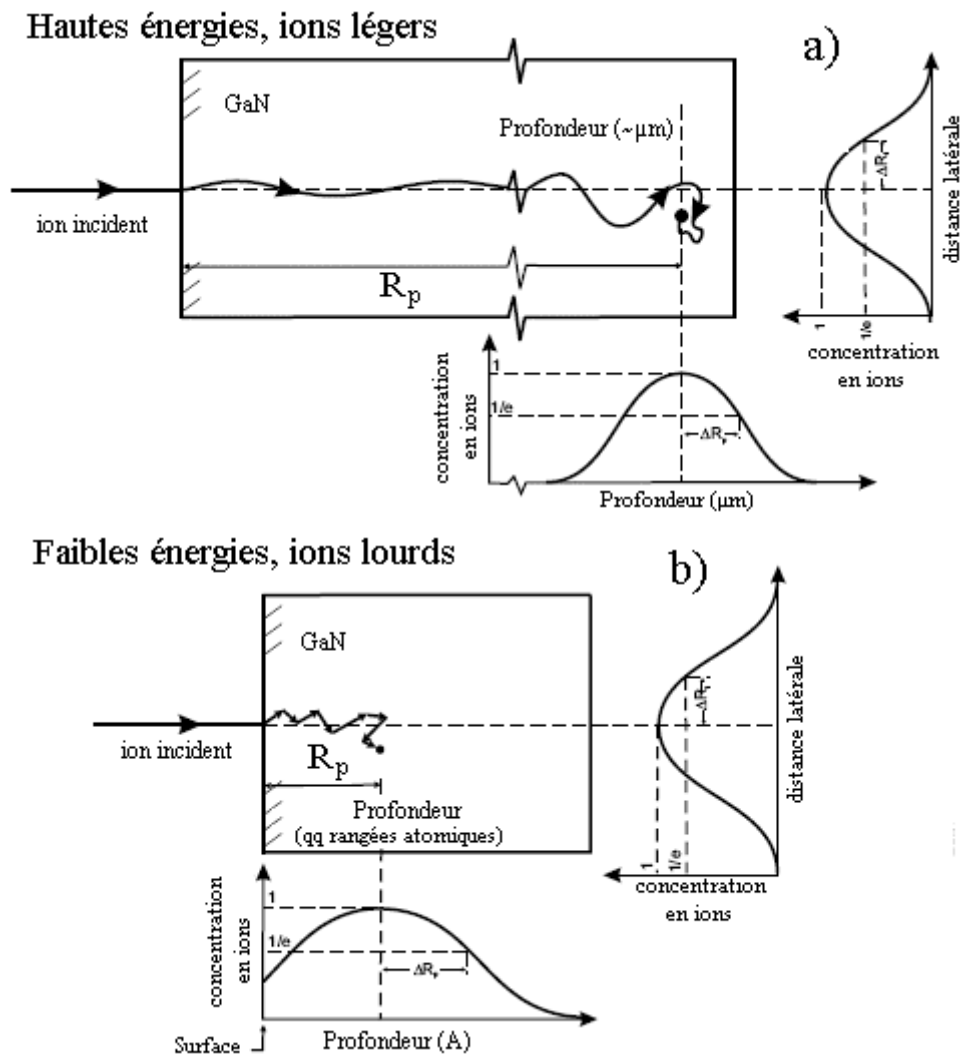 Hautes énergies, ions légers
a)
GaN
Profondeur (~µm)
ion incident
R_p
distance latérale
ΔR
1
1/e
concentration
en ions
concentration
en ions
1
1/e
ΔR_p
Profondeur (µm)
Faibles énergies, ions lourds
b)
GaN
ion incident
R_p
Profondeur
(qq rangées atomiques)
distance latérale
ΔR
1
1/e
concentration
en ions
concentration
en ions
1
1/e
ΔR_p
Surface
Profondeur (A)